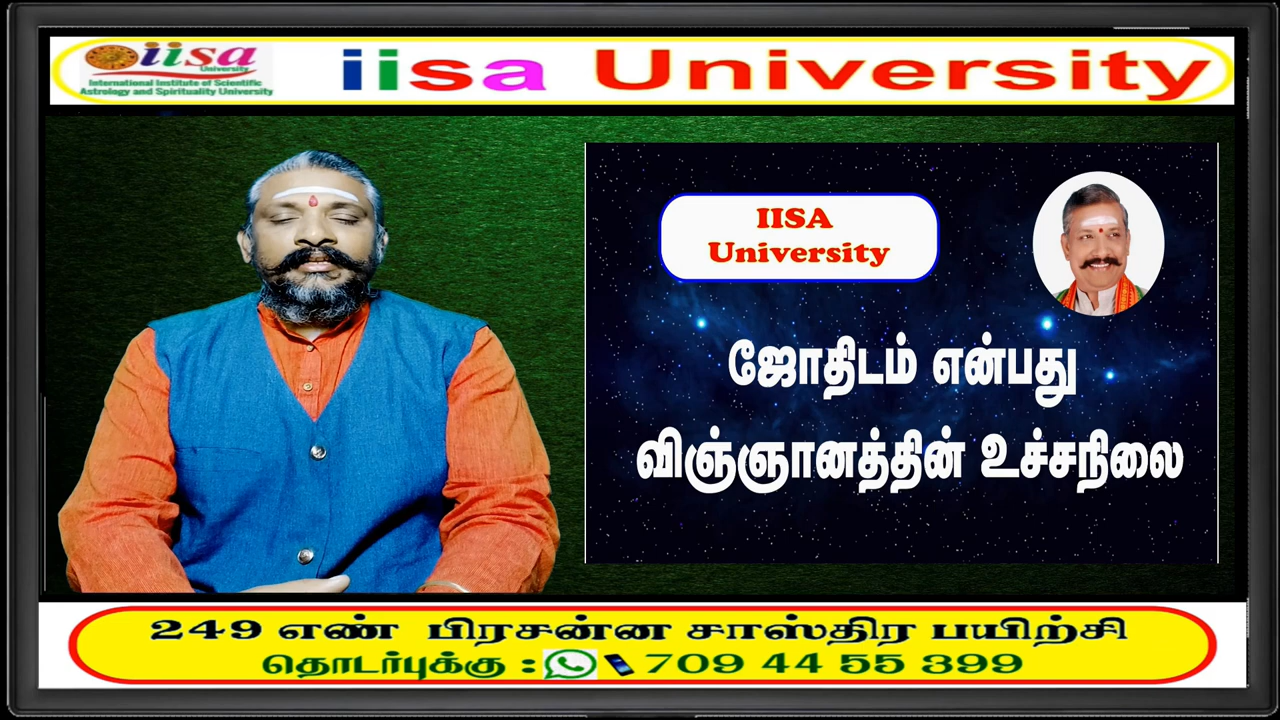 iisa
University
International Institute of Scientific
Astrology and Spirituality University
iisa University
IISA
University
ஜோதிடம் என்பது
விஞ்ஞானத்தின் உச்சநிலை
249 எண் பிரசன்ன சாஸ்திர பயிற்சி
தொடர்புக்கு : 709 44 55 399